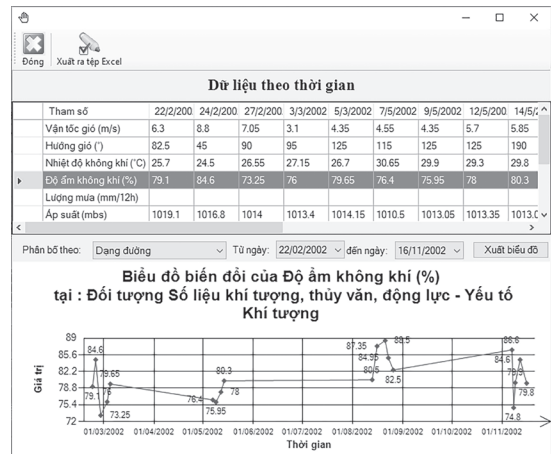 Đóng Xuất ra tệp Excel
Dữ liệu theo thời gian
Tham số 22/2/200 24/2/200 27/2/200 3/3/2002 5/3/2002 7/5/2002 9/5/2002 12/5/200 14/5/2
Vận tốc gió (m/s) 6.3 8.8 7.05 3.1 4.35 4.55 4.35 5.7 5.85
Hướng gió (°) 82.5 45 90 95 125 115 125 125 190
Nhiệt độ không khí (°C) 25.7 24.5 26.55 27.15 26.7 30.65 29.9 29.3 29.8
Độ ẩm không khí (%) 79.1 84.6 73.25 76 79.65 76.4 75.95 78 80.3
Lượng mưa (mm/12h)
Áp suất (mbs) 1019.1 1016.8 1014 1013.4 1014.15 1010.5 1013.05 1013.35 1013.0
Phân bố theo: Dạng đường Từ ngày: 22/02/2002 đến ngày: 16/11/2002 Xuất biểu đồ
Biểu đồ biến đổi của Độ ẩm không khí (%)
tại : Đối tượng Số liệu khí tượng, thủy văn, động lực - Yếu tố
Khí tượng
Giá trị
89
85.6
82.2
78.8
75.4
72
84.6
79.1
79.65
76
73.25
76.4
75.95
80.3
78
87.35
84.95
80.5
88.5
82.5
86.6
84.6
79.8
74.8
01/03/2002 01/04/2002 01/05/2002 01/06/2002 01/07/2002 01/08/2002 01/09/2002 01/10/2002 01/11/2002
Thời gian